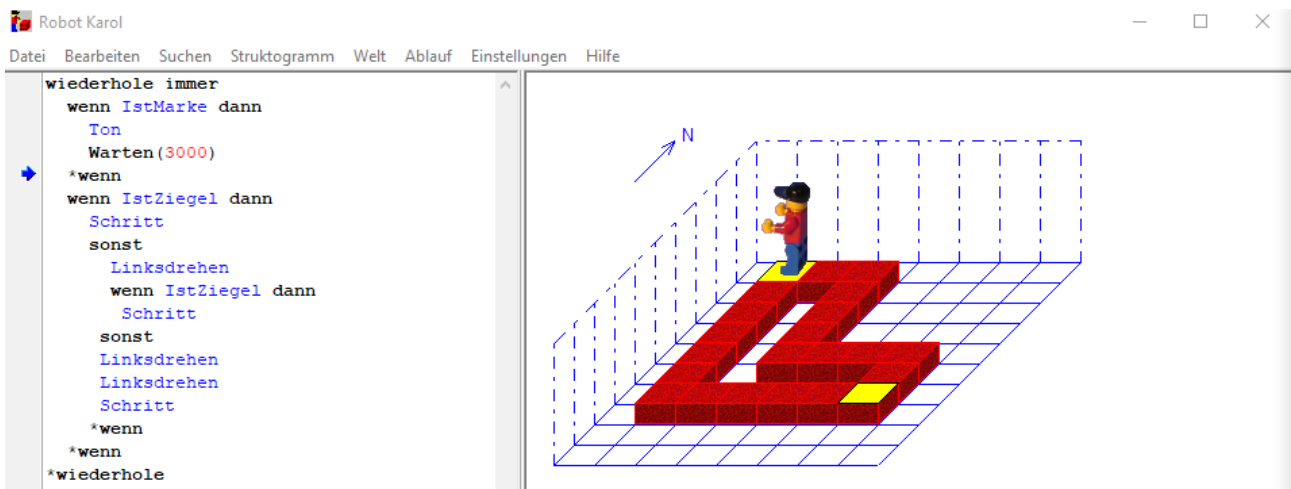 Robot Karol
Datei Bearbeiten Suchen Struktogramm Welt Ablauf Einstellungen Hilfe
wiederhole immer
wenn IstMarke dann
Ton
Warten(3000)
*wenn
wenn IstZiegel dann
Schritt
sonst
Linksdrehen
wenn IstZiegel dann
Schritt
sonst
Linksdrehen
Linksdrehen
Schritt
*wenn
*wenn
*wiederhole
N